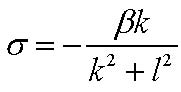 σ = −βk / (k² + l²)